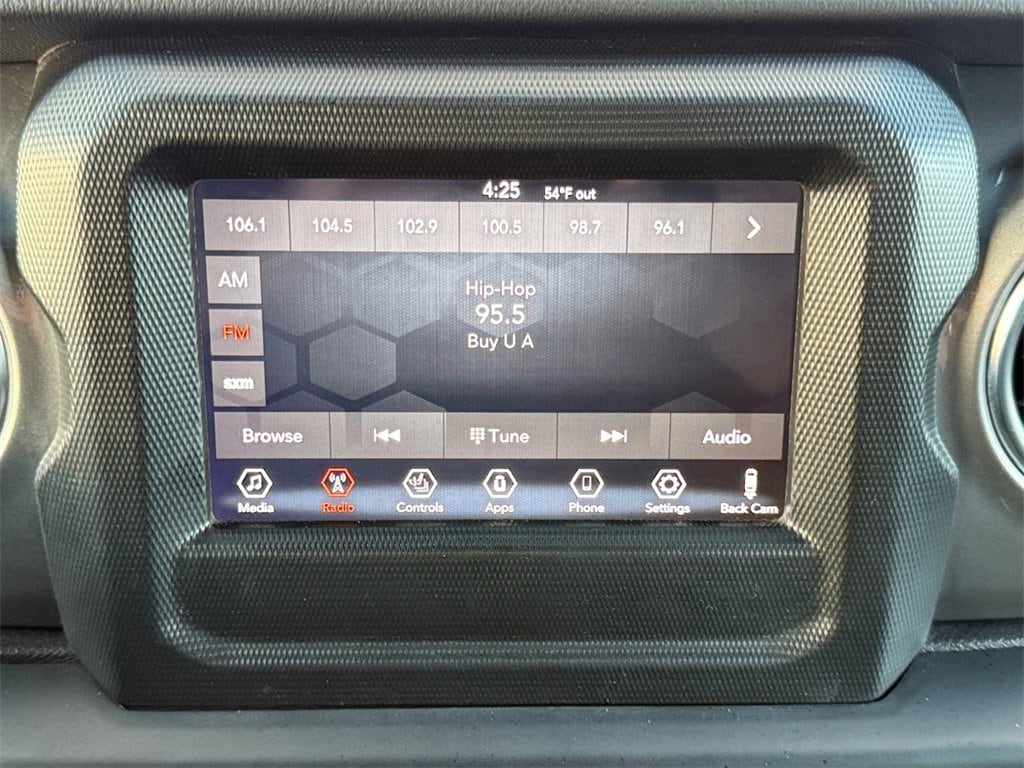 4:25 54°F out
106.1 104.5 102.9 100.5 98.7 96.1
AM
Hip-Hop
95.5
FM
Buy U A
sxm
Browse Tune Audio
Media Radio Controls Apps Phone Settings Back Cam